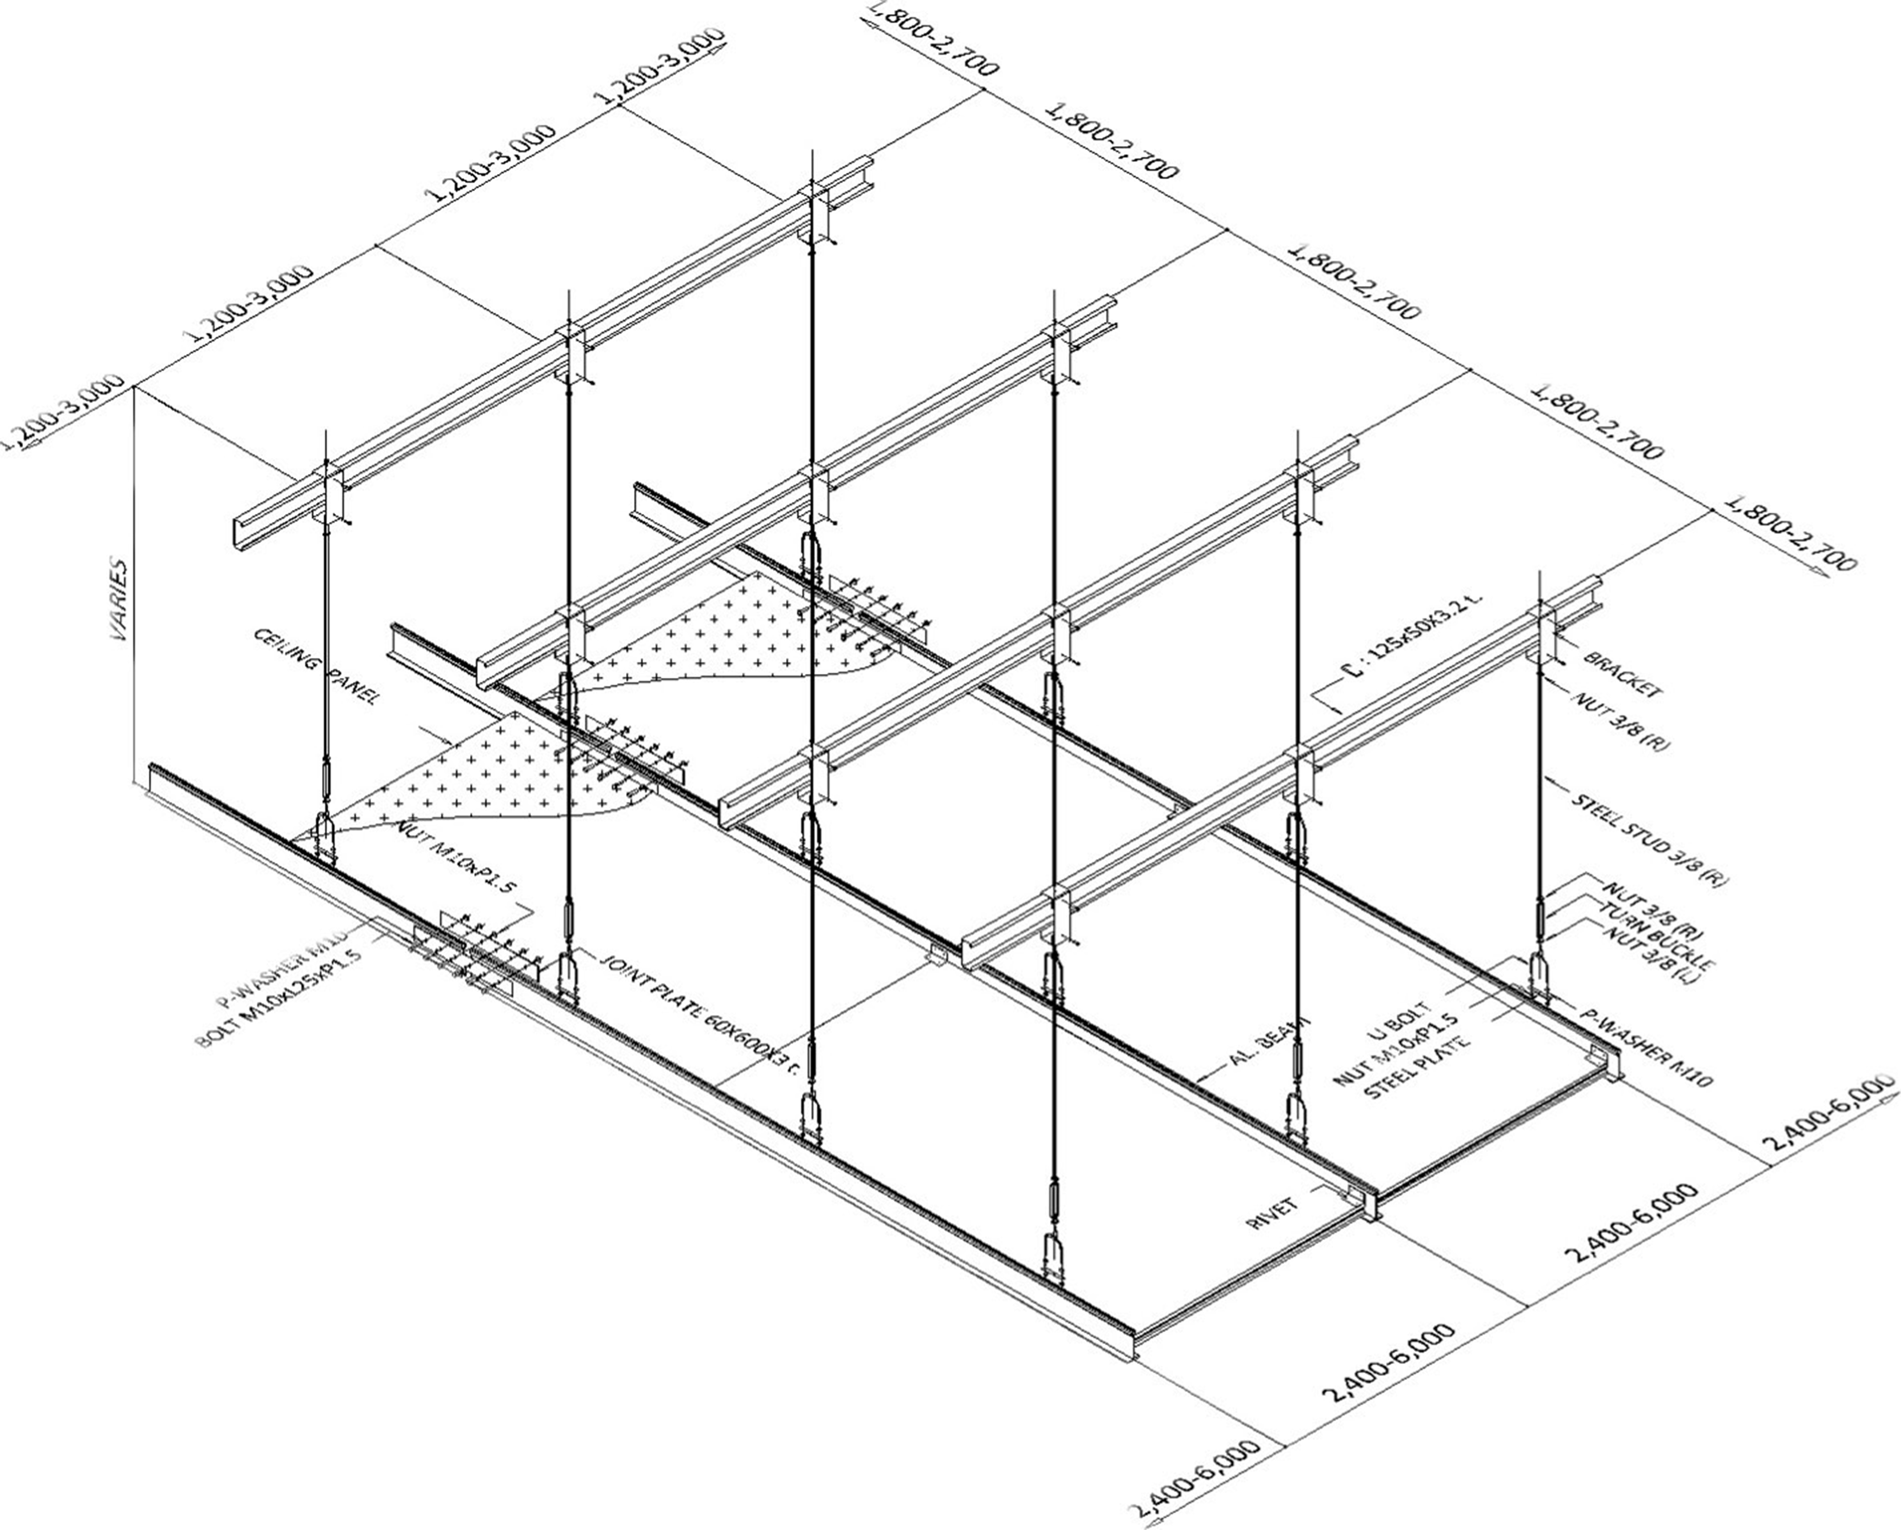 1,800-2,700
1,200-3,000
1,800-2,700
1,200-3,000
1,800-2,700
1,200-3,000
1,800-2,700
1,200-3,000
1,800-2,700
VARIES
CEILING PANEL
[ : 125x50X3.2 t.
BRACKET
NUT 3/8 (R)
STEEL STUD 3/8 (R)
NUT M10xP1.5
NUT 3/8 (R)
TURN BUCKLE
NUT 3/8 (L)
P-WASHER M10
BOLT M10xL25xP1.5
JOINT PLATE 60X600X3 t.
AL. BEAM
U BOLT
NUT M10xP1.5
STEEL PLATE
P-WASHER M10
RIVET
2,400-6,000
2,400-6,000
2,400-6,000
2,400-6,000